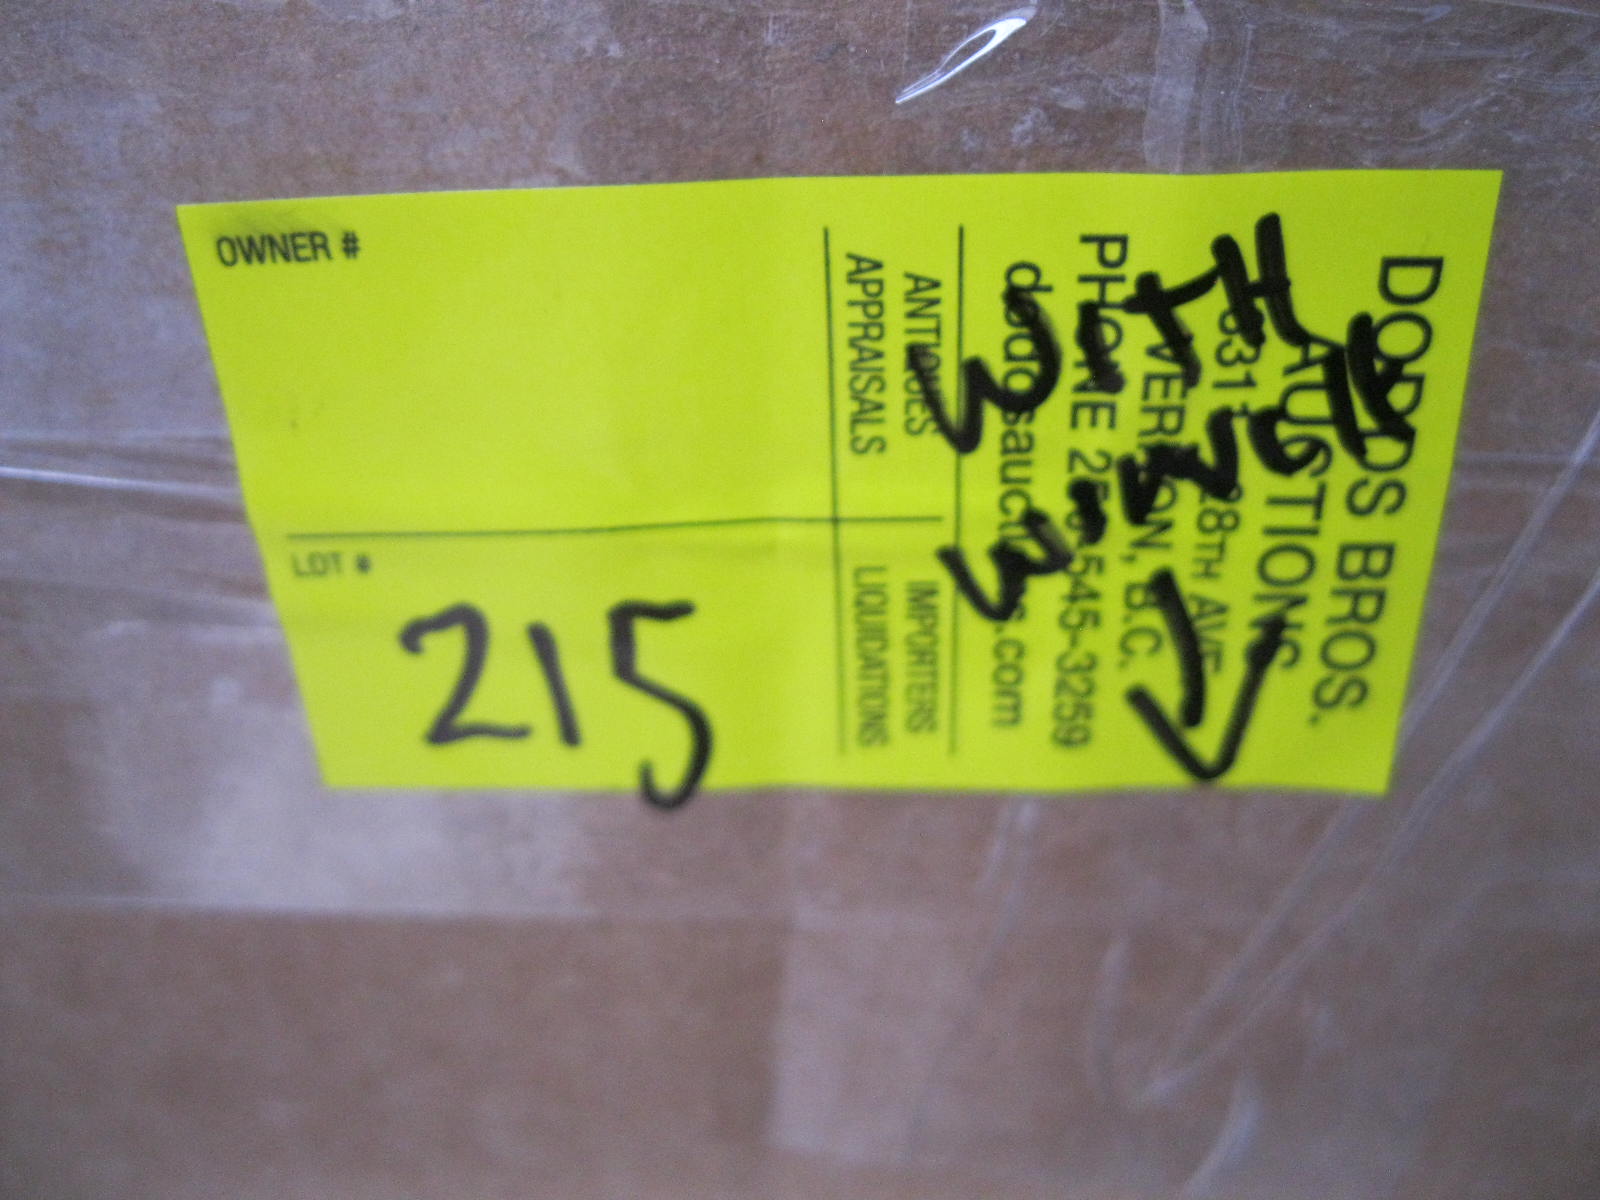 OWNER #
LOT #
215
DODDS BROS.
AUCTIONS
28TH AVE
VERNON, B.C.
PHONE 250-545-3259
doddsauctions.com
ANTIQUES IMPORTERS
APPRAISALS LIQUIDATIONS